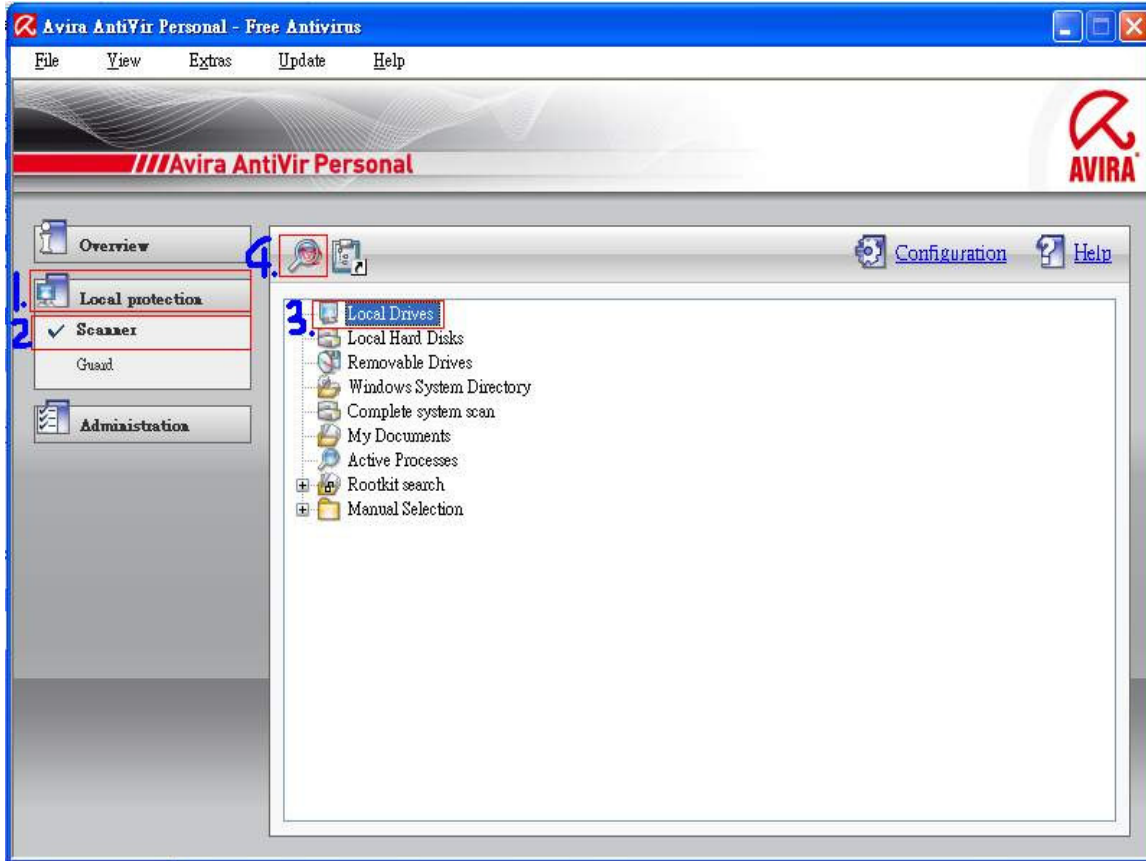 Avira AntiVir Personal - Free Antivirus
File View Extras Update Help
////Avira AntiVir Personal
AVIRA
Overview
1. Local protection
2. Scanner
Guard
Administration
4.
Configuration Help
3. Local Drives
Local Hard Disks
Removable Drives
Windows System Directory
Complete system scan
My Documents
Active Processes
Rootkit search
Manual Selection